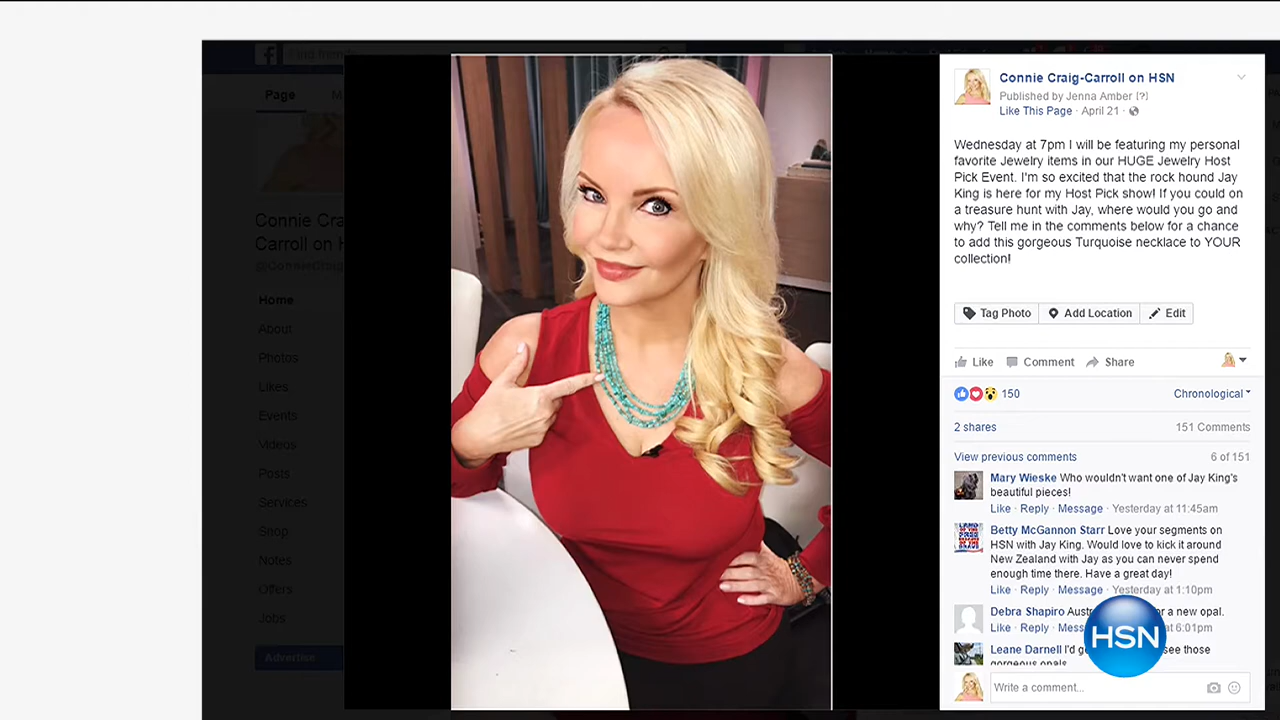 Find friends
Page
Connie Cra
Carroll on H
@ConnieCraig
Home
About
Photos
Likes
Events
Videos
Posts
Services
Shop
Notes
Offers
Jobs
Advertise
Connie Craig-Carroll on HSN
Published by Jenna Amber [?]
Like This Page · April 21 ·
Wednesday at 7pm I will be featuring my personal
favorite Jewelry items in our HUGE Jewelry Host
Pick Event. I'm so excited that the rock hound Jay
King is here for my Host Pick show! If you could on
a treasure hunt with Jay, where would you go and
why? Tell me in the comments below for a chance
to add this gorgeous Turquoise necklace to YOUR
collection!
Tag Photo Add Location Edit
Like Comment Share
150 Chronological
2 shares 151 Comments
View previous comments 6 of 151
Mary Wieske Who wouldn't want one of Jay King's
beautiful pieces!
Like · Reply · Message · Yesterday at 11:45am
Betty McGannon Starr Love your segments on
HSN with Jay King. Would love to kick it around
New Zealand with Jay as you can never spend
enough time there. Have a great day!
Like · Reply · Message · Yesterday at 1:10pm
Debra Shapiro Aust r a new opal.
Like · Reply · Mess at 6:01pm
Leane Darnell I'd g see those
gorgeous opals
HSN
Write a comment...